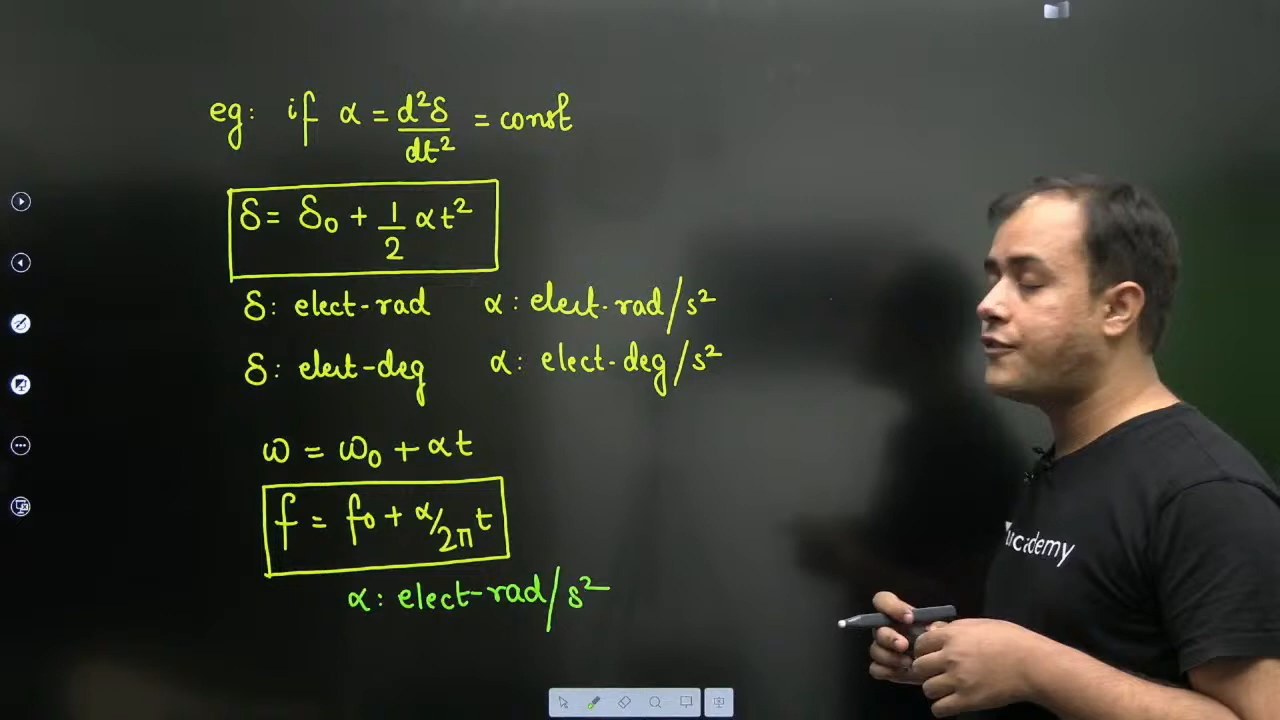 eg: if α = d²δ/dt² = const
δ = δ₀ + 1/2 αt²
δ: elect-rad α: elect-rad/s²
δ: elect-deg α: elect-deg/s²
ω = ω₀ + αt
f = f₀ + α/2π t
α: elect-rad/s²
ucademy